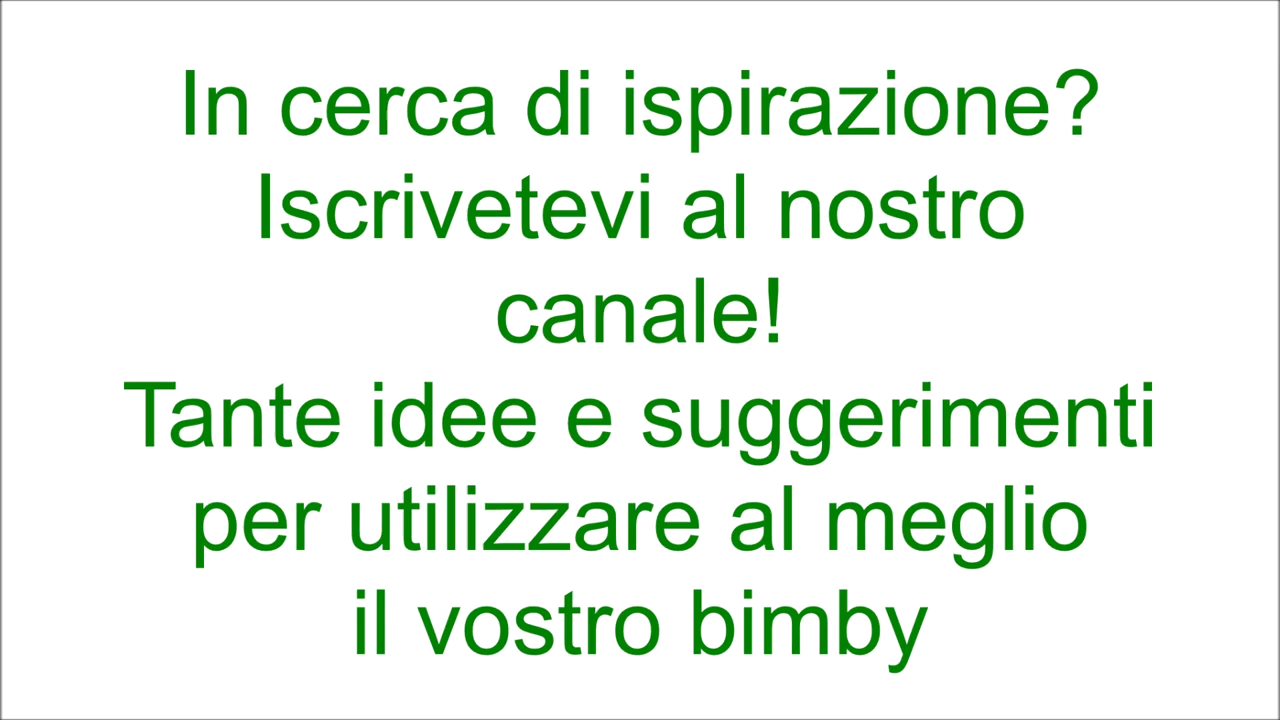 In cerca di ispirazione?
Iscrivetevi al nostro
canale!
Tante idee e suggerimenti
per utilizzare al meglio
il vostro bimby